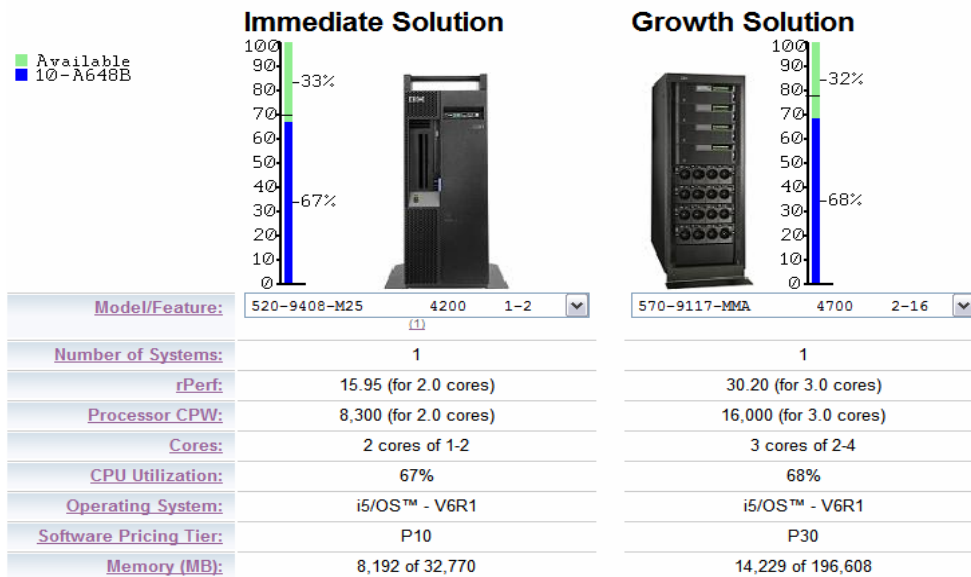 Immediate Solution
Growth Solution
Available
10-A648B
100
90
80
70
60
50
40
30
20
10
0
33%
67%
IBM
100
90
80
70
60
50
40
30
20
10
0
32%
68%
Model/Feature: 520-9408-M25 4200 1-2 570-9117-MMA 4700 2-16
(1)
Number of Systems: 1 1
rPerf: 15.95 (for 2.0 cores) 30.20 (for 3.0 cores)
Processor CPW: 8,300 (for 2.0 cores) 16,000 (for 3.0 cores)
Cores: 2 cores of 1-2 3 cores of 2-4
CPU Utilization: 67% 68%
Operating System: i5/OS™ - V6R1 i5/OS™ - V6R1
Software Pricing Tier: P10 P30
Memory (MB): 8,192 of 32,770 14,229 of 196,608